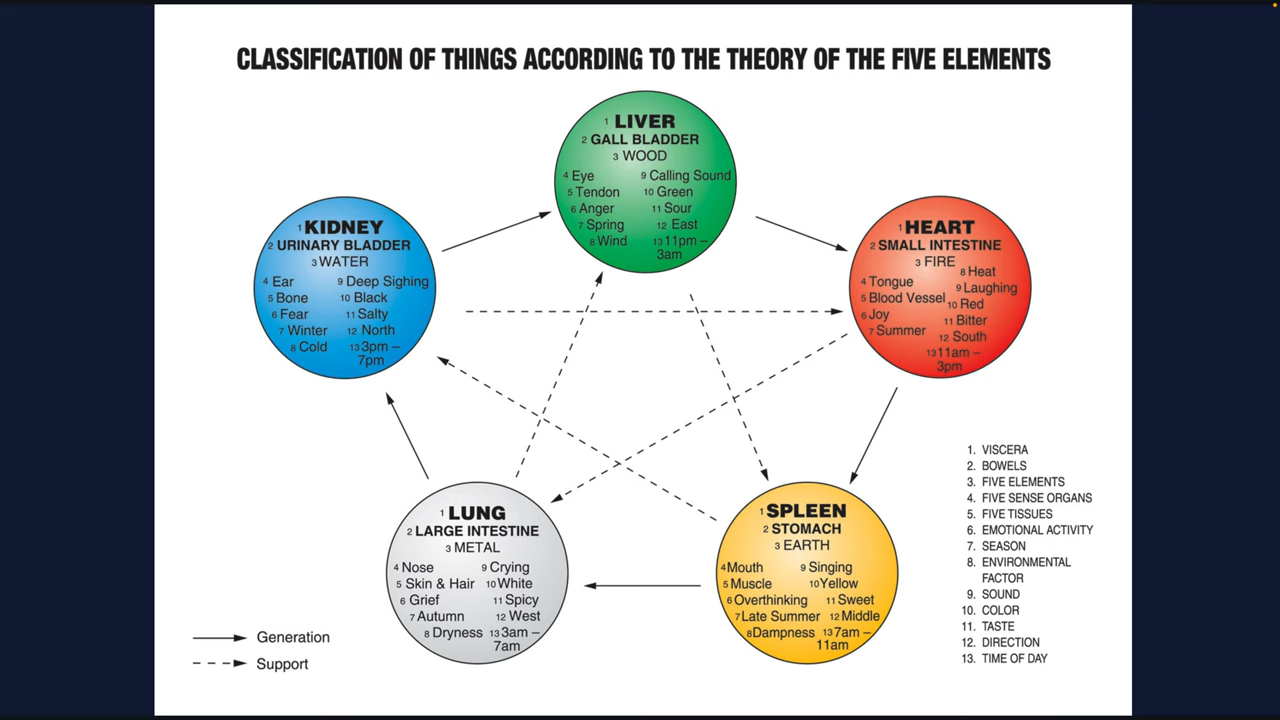 CLASSIFICATION OF THINGS ACCORDING TO THE THEORY OF THE FIVE ELEMENTS
1 LIVER
2 GALL BLADDER
3 WOOD
4 Eye
5 Tendon
6 Anger
7 Spring
8 Wind
9 Calling Sound
10 Green
11 Sour
12 East
13 11pm –
3am
1 KIDNEY
2 URINARY BLADDER
3 WATER
4 Ear
5 Bone
6 Fear
7 Winter
8 Cold
9 Deep Sighing
10 Black
11 Salty
12 North
13 3pm –
7pm
1 HEART
2 SMALL INTESTINE
3 FIRE
4 Tongue
5 Blood Vessel
6 Joy
7 Summer
8 Heat
9 Laughing
10 Red
11 Bitter
12 South
13 11am –
3pm
1 LUNG
2 LARGE INTESTINE
3 METAL
4 Nose
5 Skin & Hair
6 Grief
7 Autumn
8 Dryness
9 Crying
10 White
11 Spicy
12 West
13 3am –
7am
1 SPLEEN
2 STOMACH
3 EARTH
4 Mouth
5 Muscle
6 Overthinking
7 Late Summer
8 Dampness
9 Singing
10 Yellow
11 Sweet
12 Middle
13 7am –
11am
1. VISCERA
2. BOWELS
3. FIVE ELEMENTS
4. FIVE SENSE ORGANS
5. FIVE TISSUES
6. EMOTIONAL ACTIVITY
7. SEASON
8. ENVIRONMENTAL
FACTOR
9. SOUND
10. COLOR
11. TASTE
12. DIRECTION
13. TIME OF DAY
Generation
Support